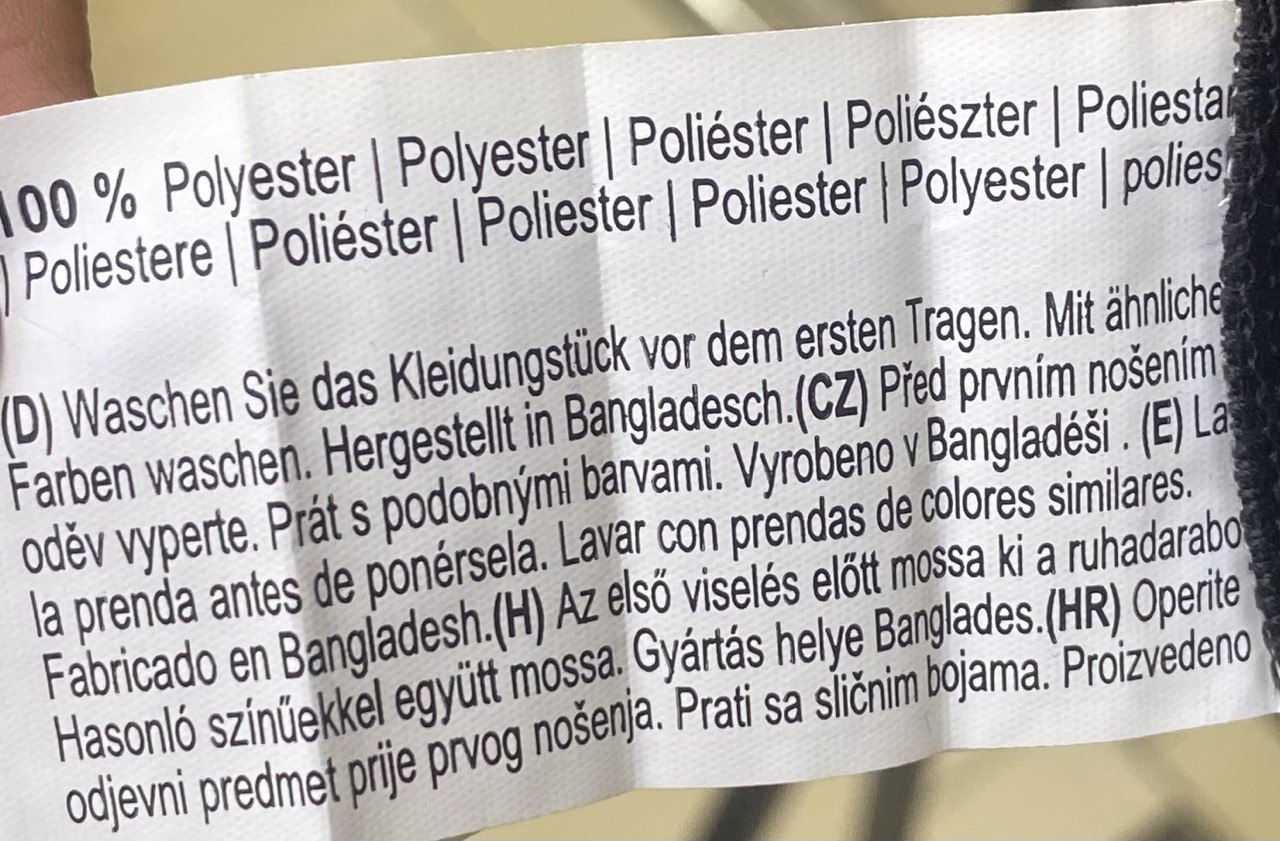 100 % Polyester | Polyester | Poliéster | Poliészter | Poliestar
| Poliestere | Poliéster | Poliester | Poliester | Polyester | polies
(D) Waschen Sie das Kleidungstück vor dem ersten Tragen. Mit ähnliche
Farben waschen. Hergestellt in Bangladesch.(CZ) Před prvním nošením
oděv vyperte. Prát s podobnými barvami. Vyrobeno v Bangladéši . (E) La
la prenda antes de ponérsela. Lavar con prendas de colores similares.
Fabricado en Bangladesh.(H) Az első viselés előtt mossa ki a ruhadarabo
Hasonló színűekkel együtt mossa. Gyártás helye Banglades.(HR) Operite
odjevni predmet prije prvog nošenja. Prati sa sličnim bojama. Proizvedeno